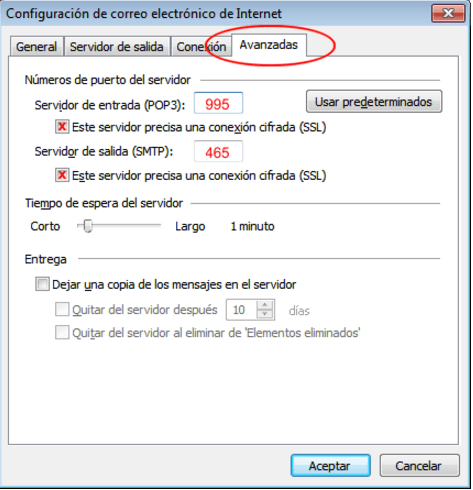 Configuración de correo electrónico de Internet
General Servidor de salida Conexión Avanzadas
Números de puerto del servidor
Servidor de entrada (POP3): 995 Usar predeterminados
Este servidor precisa una conexión cifrada (SSL)
Servidor de salida (SMTP): 465
Este servidor precisa una conexión cifrada (SSL)
Tiempo de espera del servidor
Corto Largo 1 minuto
Entrega
Dejar una copia de los mensajes en el servidor
Quitar del servidor después 10 días
Quitar del servidor al eliminar de 'Elementos eliminados'
Aceptar Cancelar